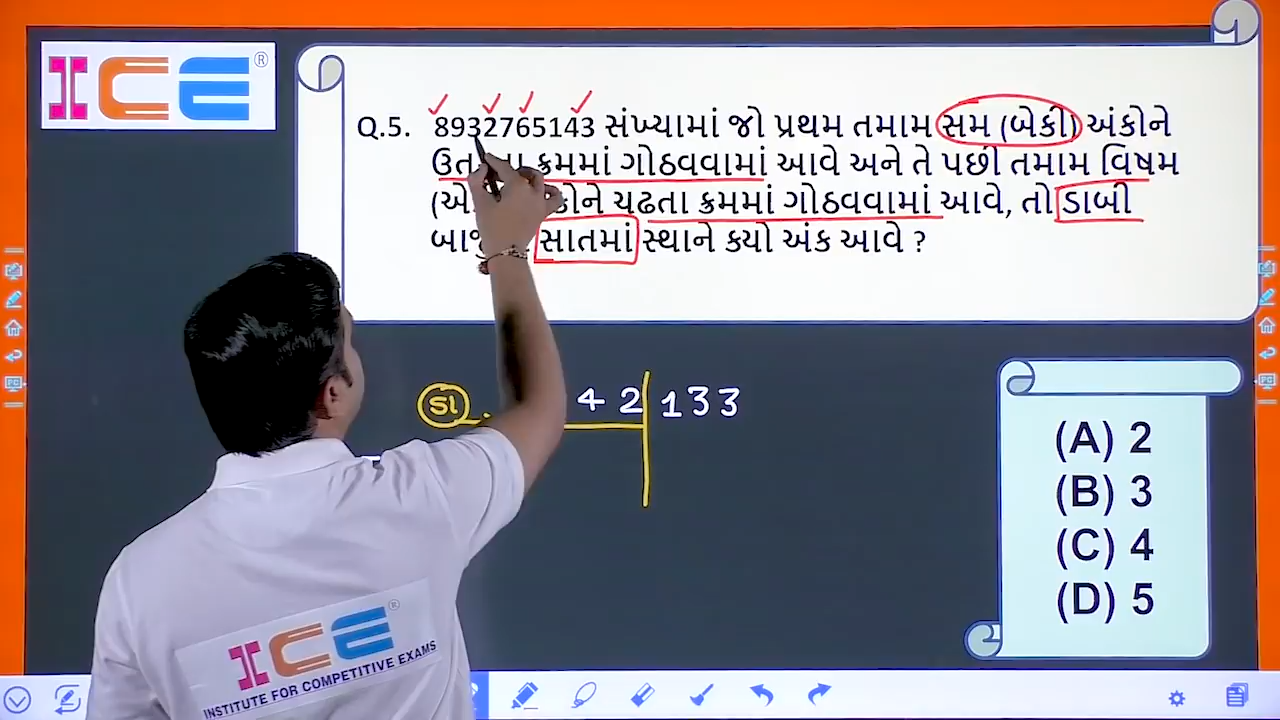 ICE®
Q.5. 8932765143 સંખ્યામાં જો પ્રથમ તમામ સમ (બેકી) અંકોને
ક્રમમાં ગોઠવવામાં આવે અને તે પછી તમામ વિષમ
ચઢતા ક્રમમાં ગોઠવવામાં આવે, તો ડાબી
સાતમાં સ્થાને કયો અંક આવે ?
SI 4 2 1 3 3
(A) 2
(B) 3
(C) 4
(D) 5
ICE®
INSTITUTE FOR COMPETITIVE EXAMS